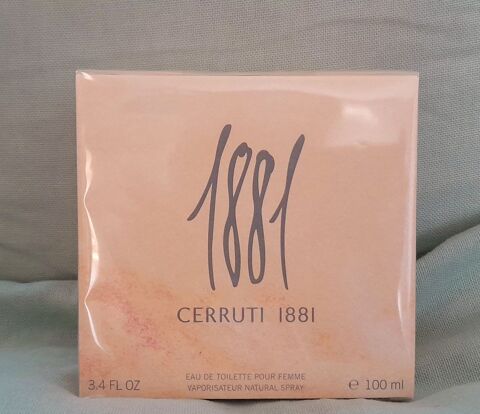 1881
CERRUTI 1881
EAU DE TOILETTE POUR FEMME
VAPORISATEUR NATURAL SPRAY
3.4 FL OZ
℮ 100 ml